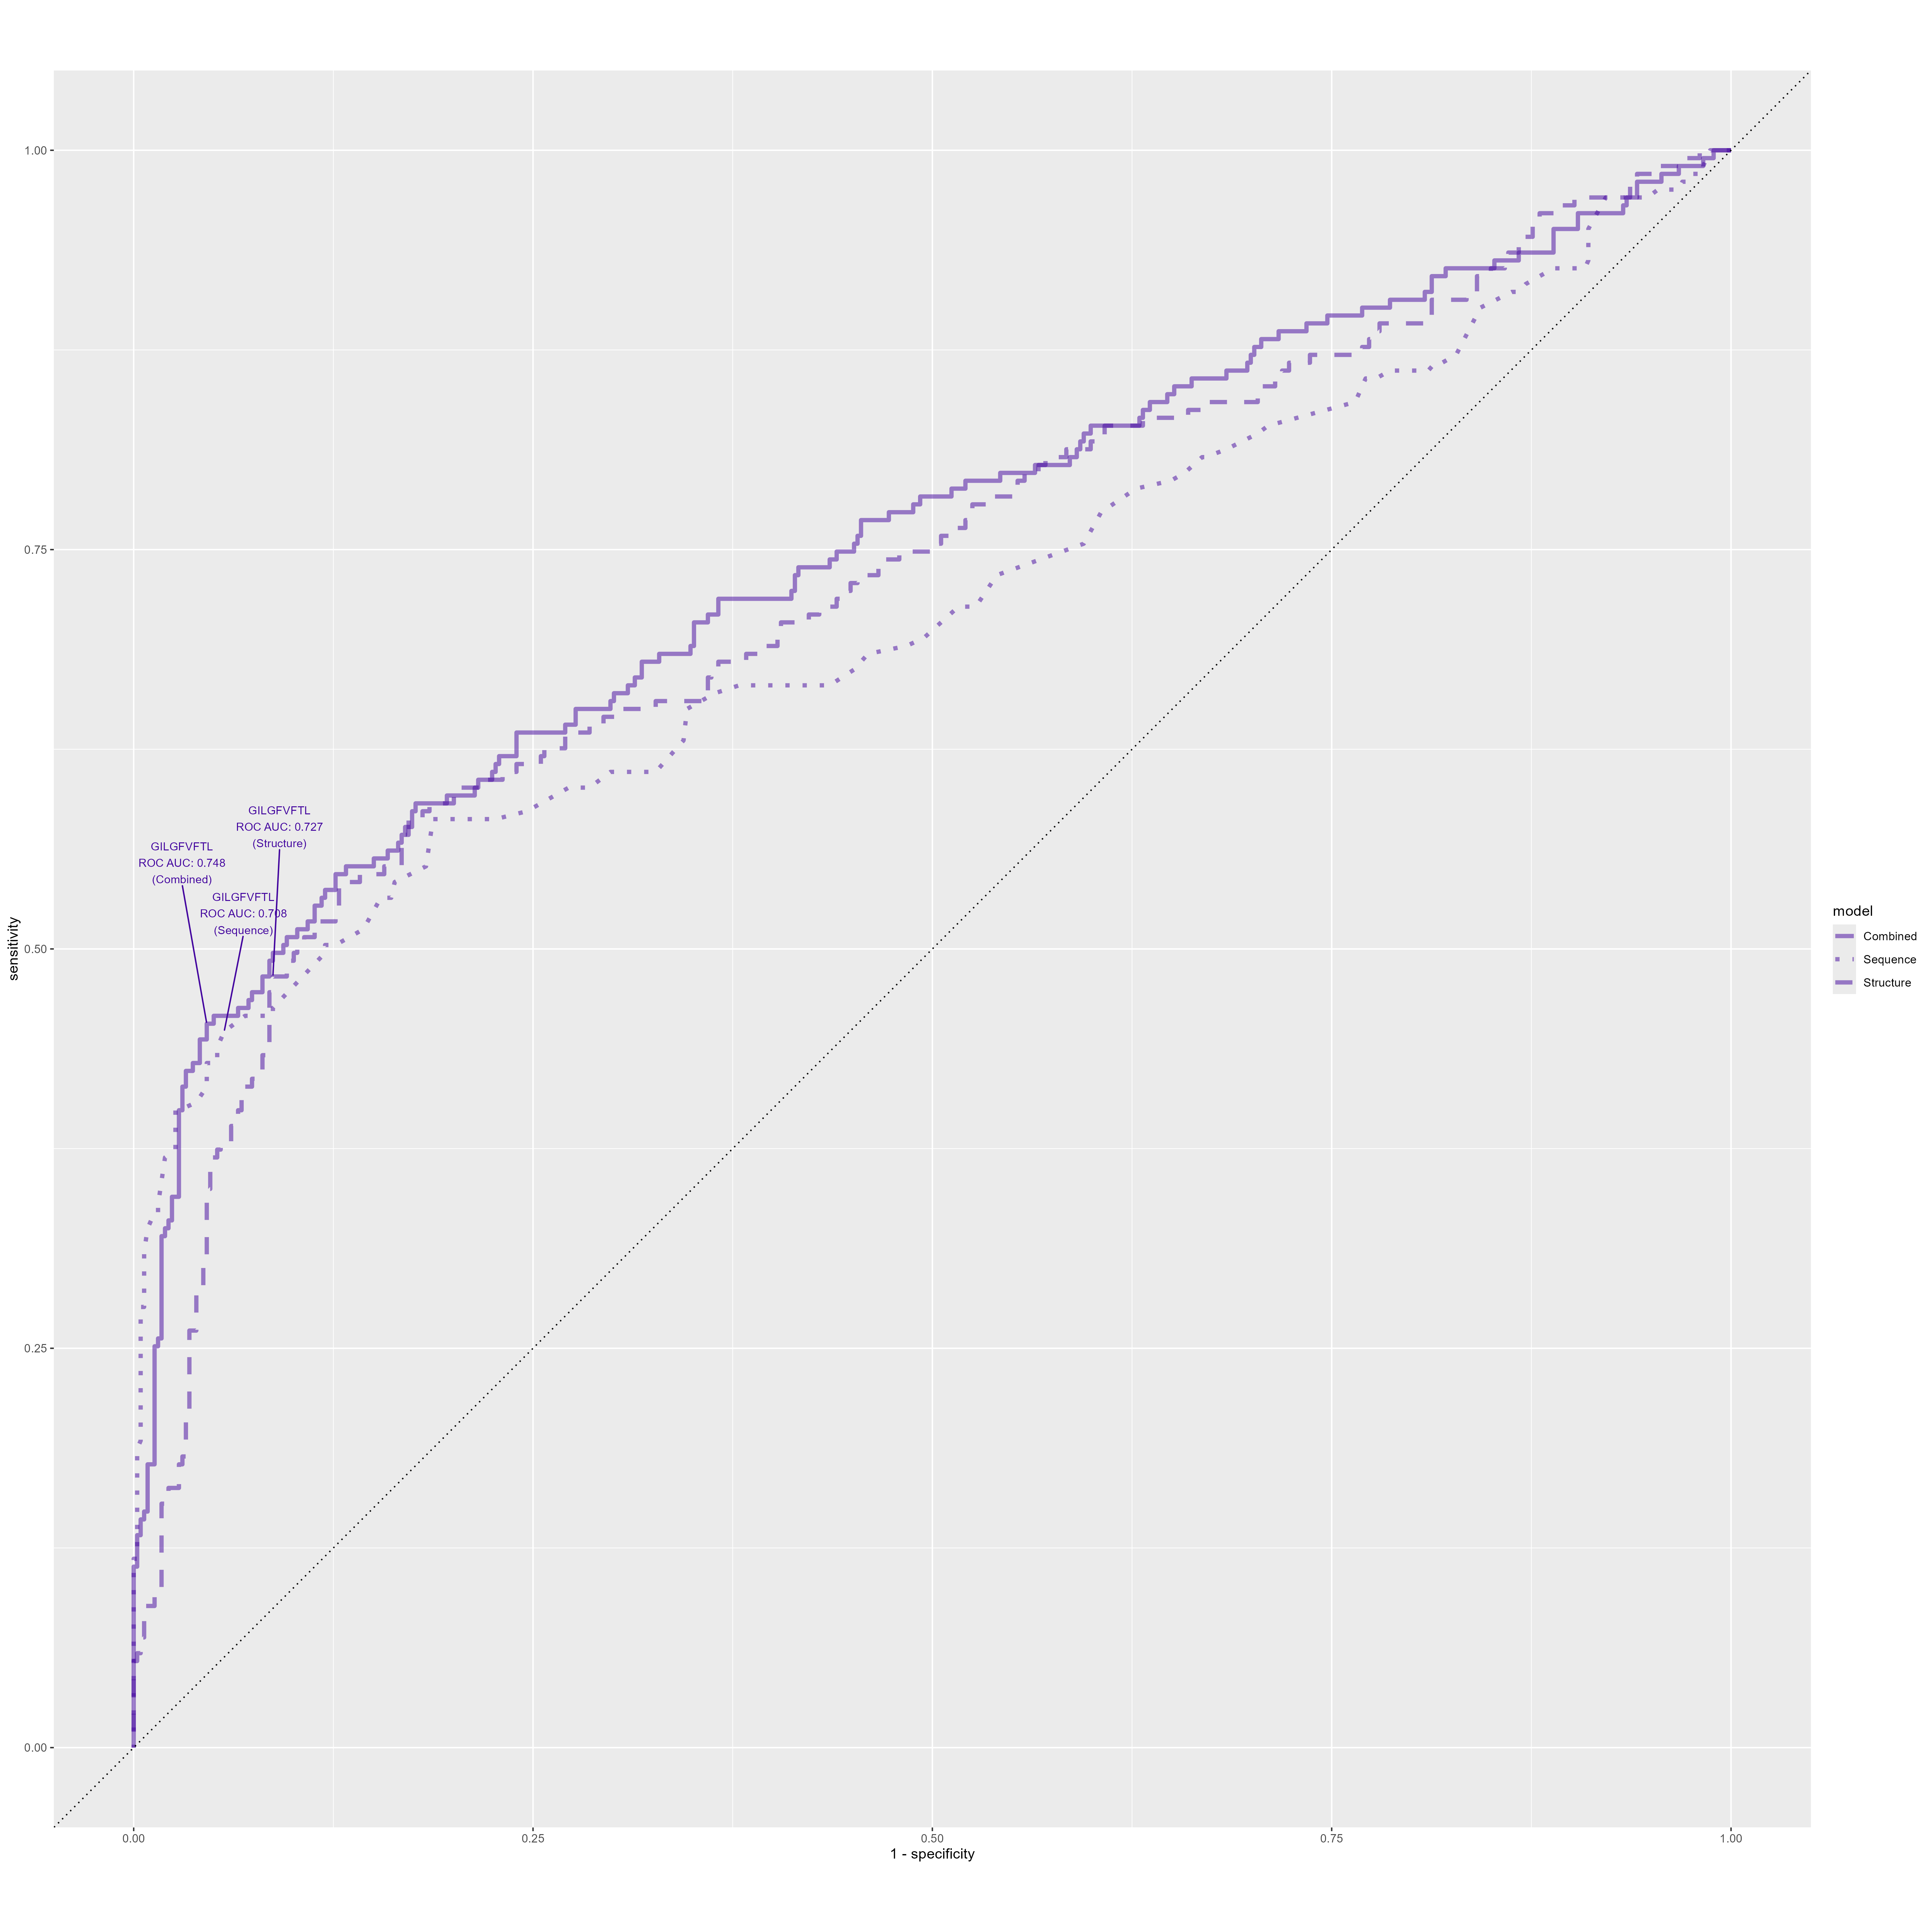 1.00
0.75
0.50
0.25
0.00
sensitivity
GILGFVFTL
ROC AUC: 0.727
(Structure)
GILGFVFTL
ROC AUC: 0.748
(Combined)
GILGFVFTL
ROC AUC: 0.708
(Sequence)
0.00
0.25
0.50
0.75
1.00
1 - specificity
model
Combined
Sequence
Structure